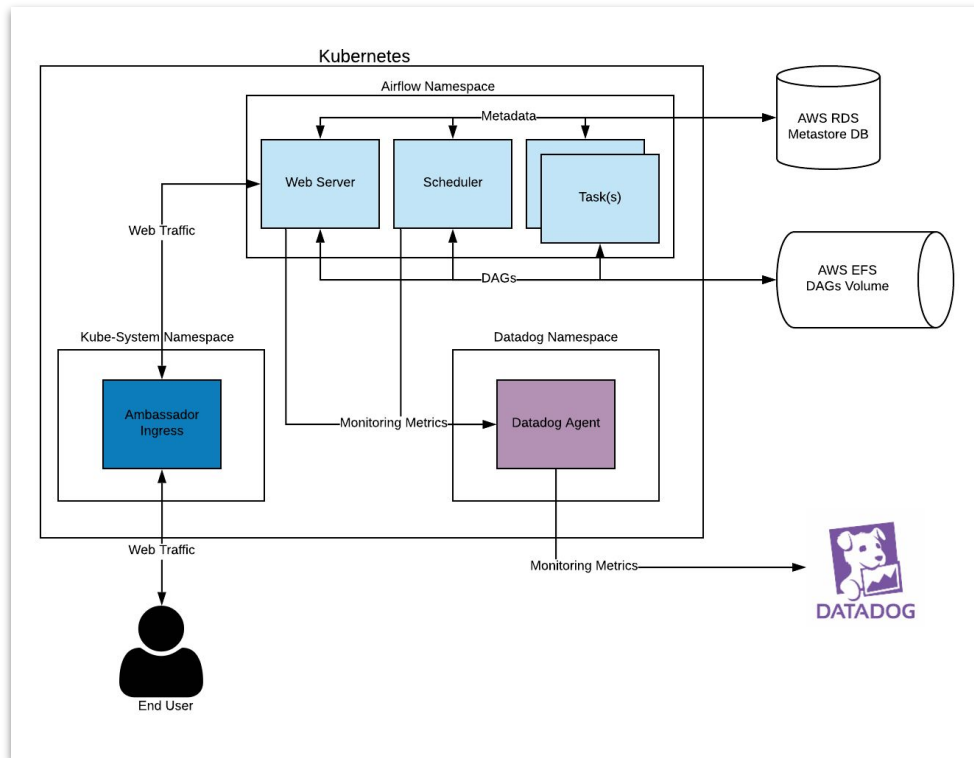 Kubernetes
Airflow Namespace
Metadata
AWS RDS
Metastore DB
Web Server
Scheduler
Task(s)
Web Traffic
DAGs
AWS EFS
DAGs Volume
Kube-System Namespace
Datadog Namespace
Ambassador
Ingress
Monitoring Metrics
Datadog Agent
Web Traffic
Monitoring Metrics
DATADOG
End User